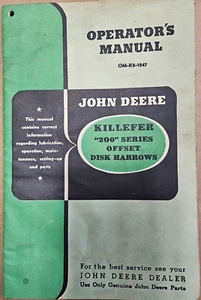 OPERATOR'S
MANUAL
OM-K8-1947
JOHN DEERE
This manual
contains correct
information
regarding lubrication,
operation, main-
tenance, setting-up
and parts
KILLEFER
"200" SERIES
OFFSET
DISK HARROWS
For the best service see your
JOHN DEERE DEALER
Use Only Genuine John Deere Parts